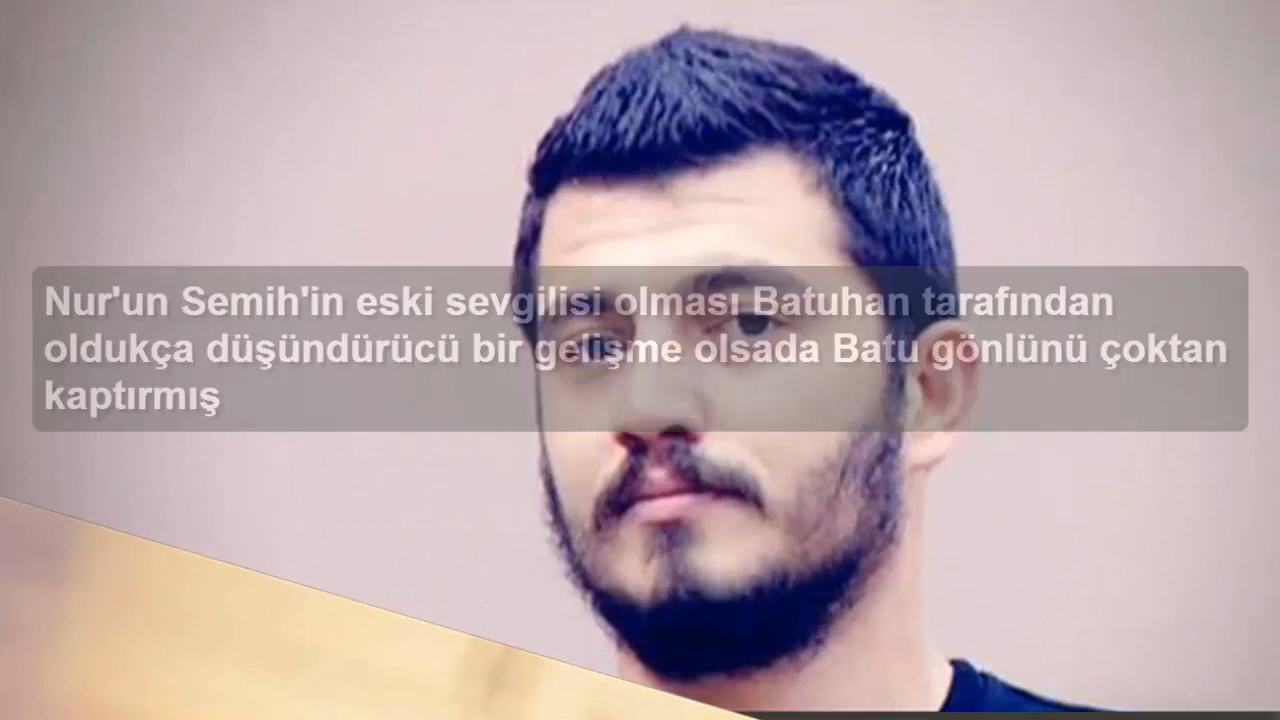 Nur'un Semih'in eski sevgilisi olması Batuhan tarafından
oldukça düşündürücü bir gelişme olsada Batu gönlünü çoktan
kaptırmış